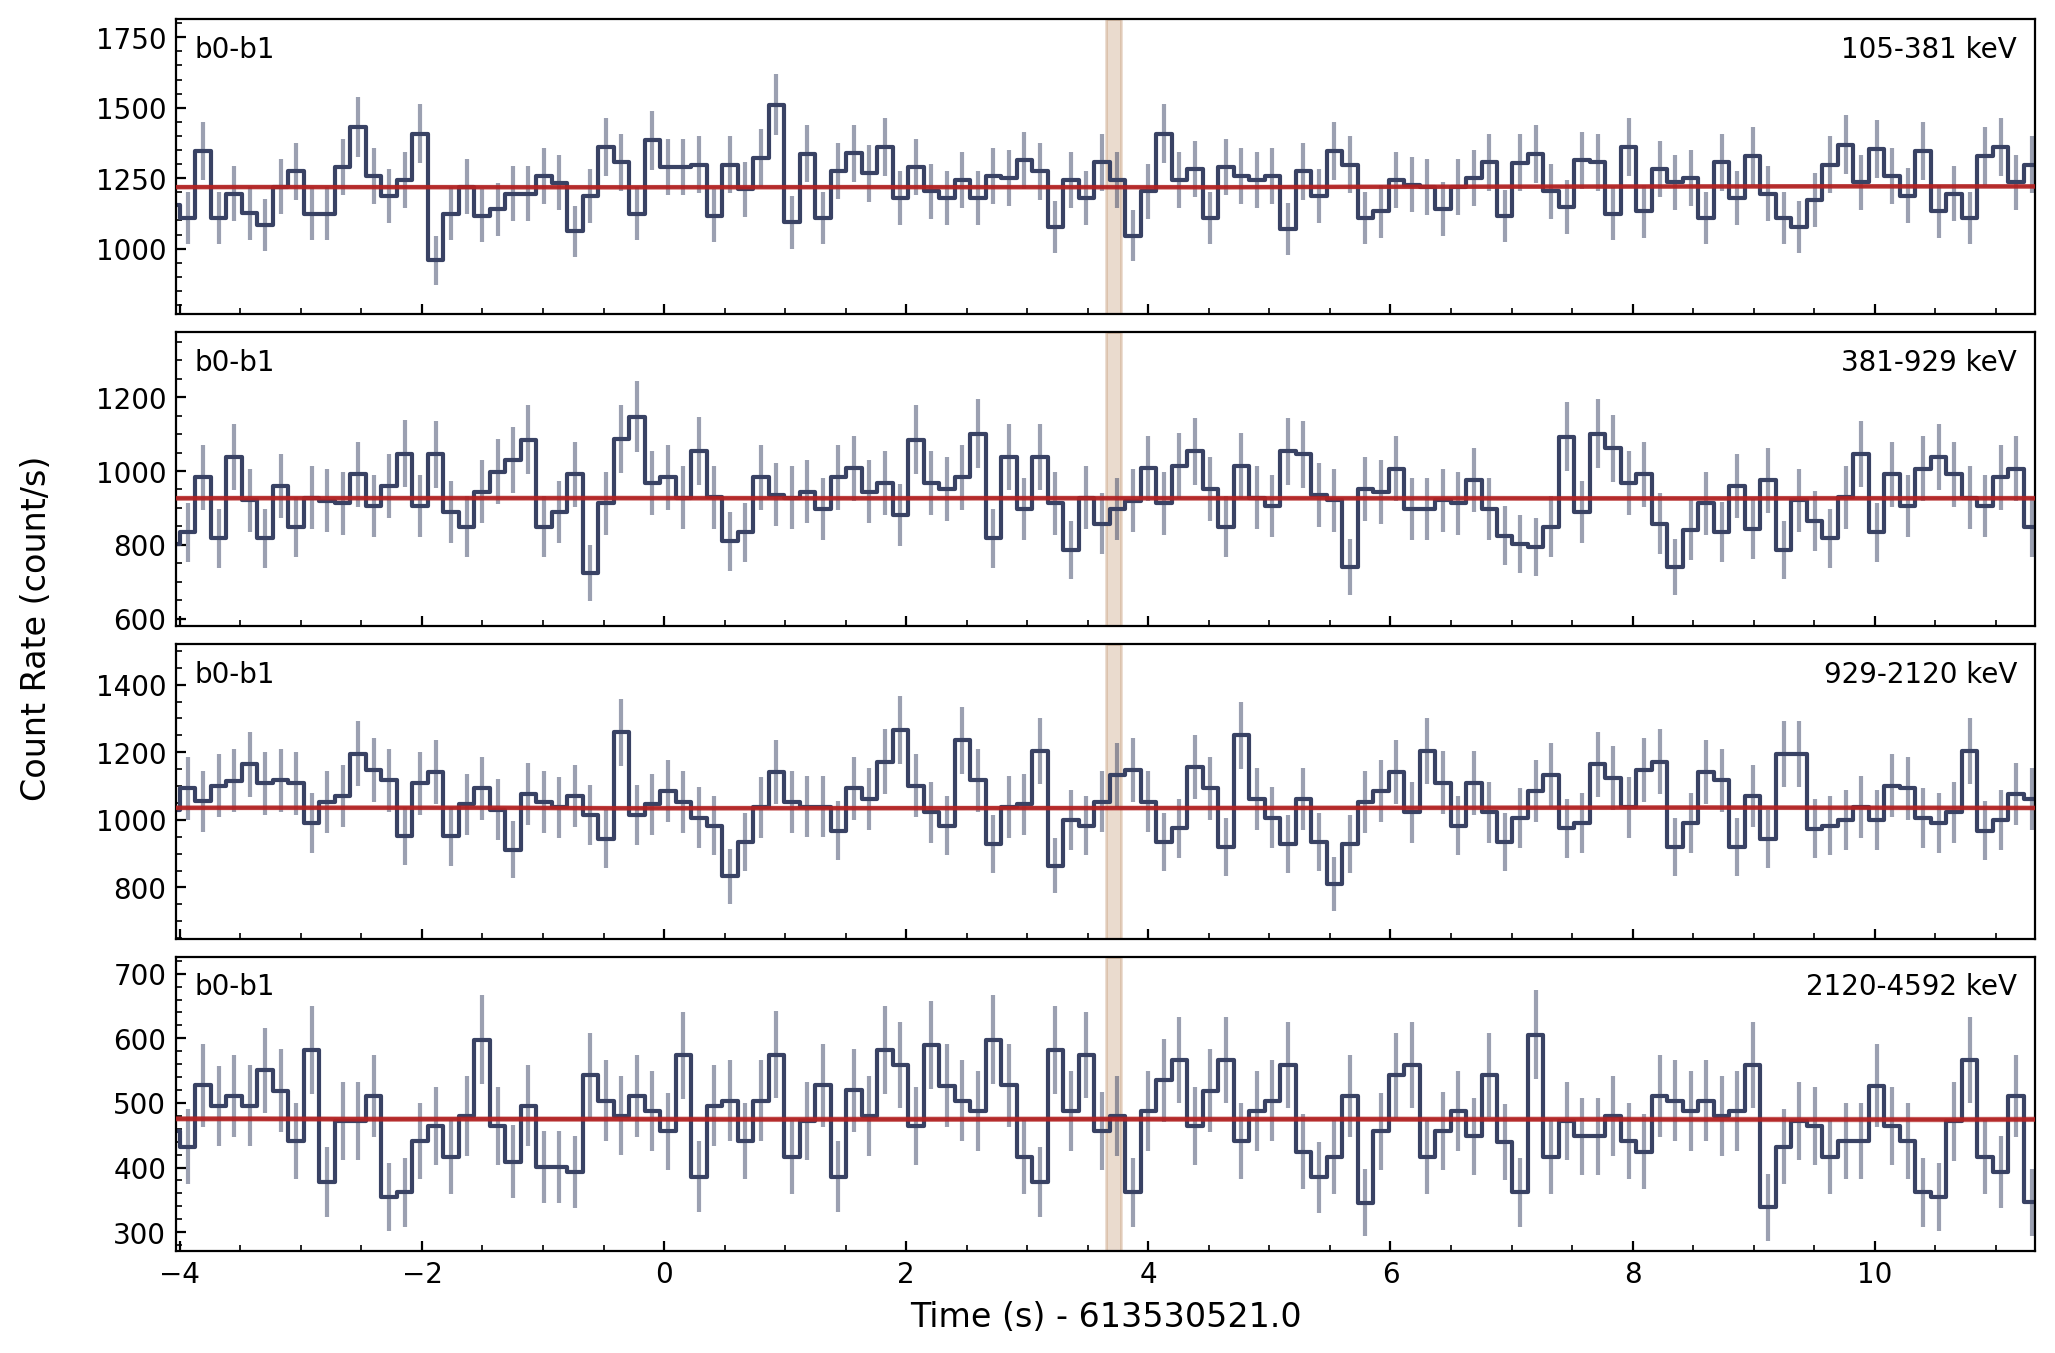 b0-b1 105-381 keV
1750
1500
1250
1000
b0-b1 381-929 keV
1200
1000
800
600
b0-b1 929-2120 keV
1400
1200
1000
800
b0-b1 2120-4592 keV
700
600
500
400
300
Count Rate (count/s)
−4 −2 0 2 4 6 8 10
Time (s) - 613530521.0